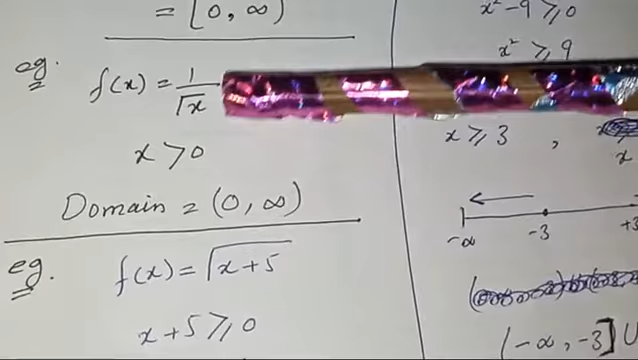 = [0, ∞)
eg. f(x) = 1/√x
x > 0
Domain = (0, ∞)
eg. f(x) = √(x+5)
x+5 ≥ 0
x² - 9 ≥ 0
x² ≥ 9
x ≥ 3 ,
x
-∞ -3 +3
(-∞, -3] U